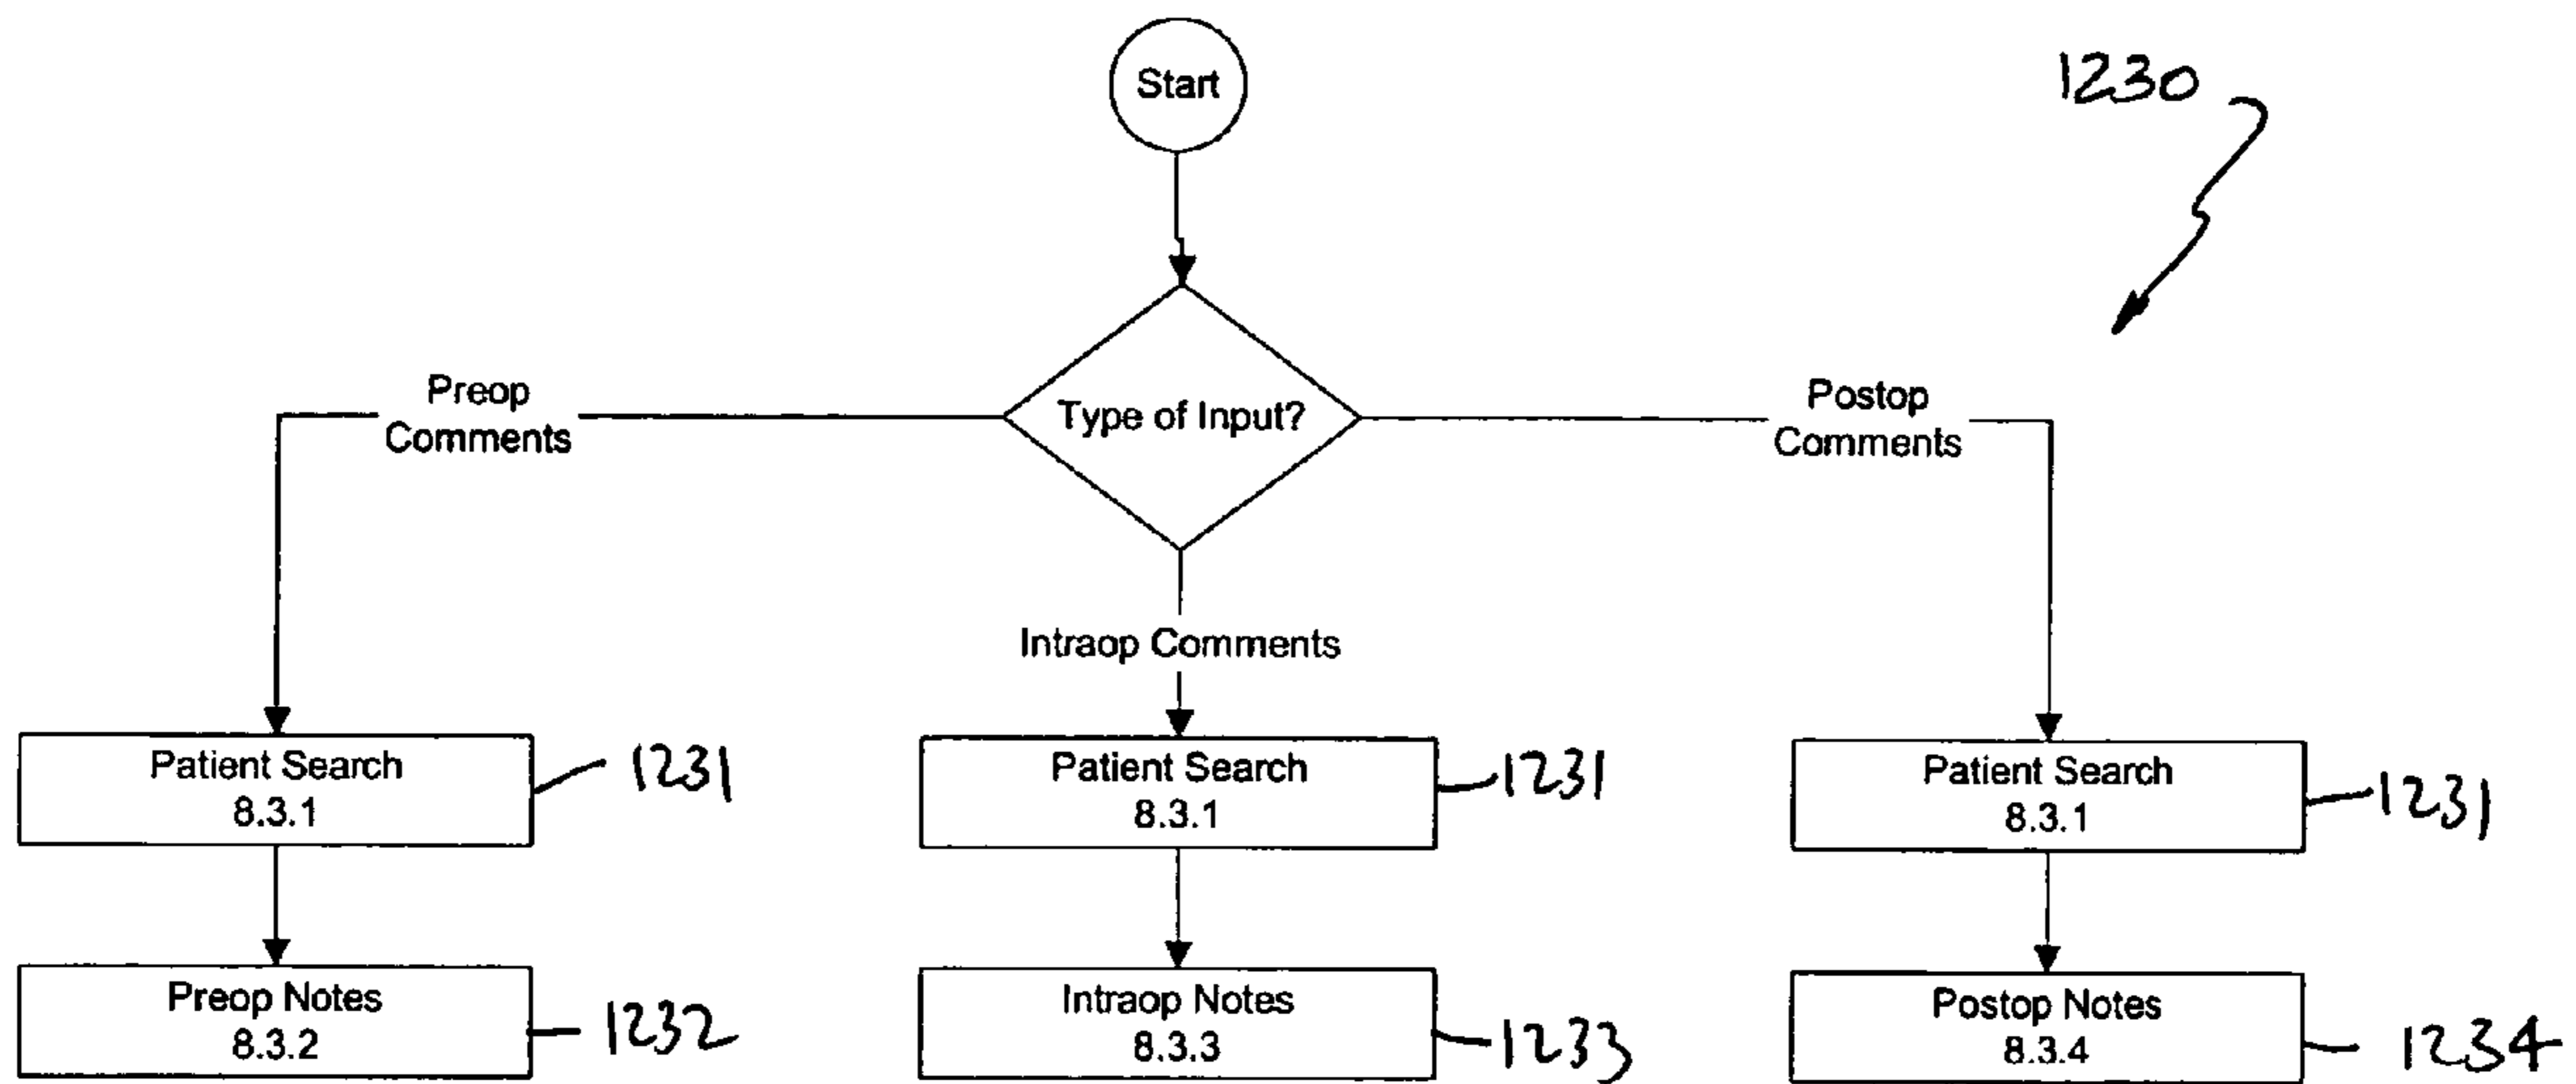 Start
1230
Type of Input?
Preop
Comments
Postop
Comments
Intraop Comments
Patient Search
8.3.1
1231
Patient Search
8.3.1
1231
Patient Search
8.3.1
1231
Preop Notes
8.3.2
1232
Intraop Notes
8.3.3
1233
Postop Notes
8.3.4
1234